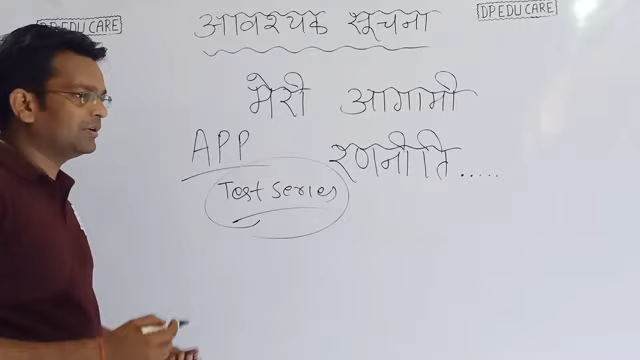 DP EDU CARE
DP EDU CARE
आवश्यक सूचना
मेरी आगामी
रणनीति.....
APP
Test Series